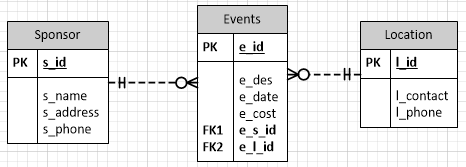 Sponsor
PK s_id
s_name
s_address
s_phone
Events
PK e_id
e_des
e_date
e_cost
FK1 e_s_id
FK2 e_l_id
Location
PK l_id
l_contact
l_phone